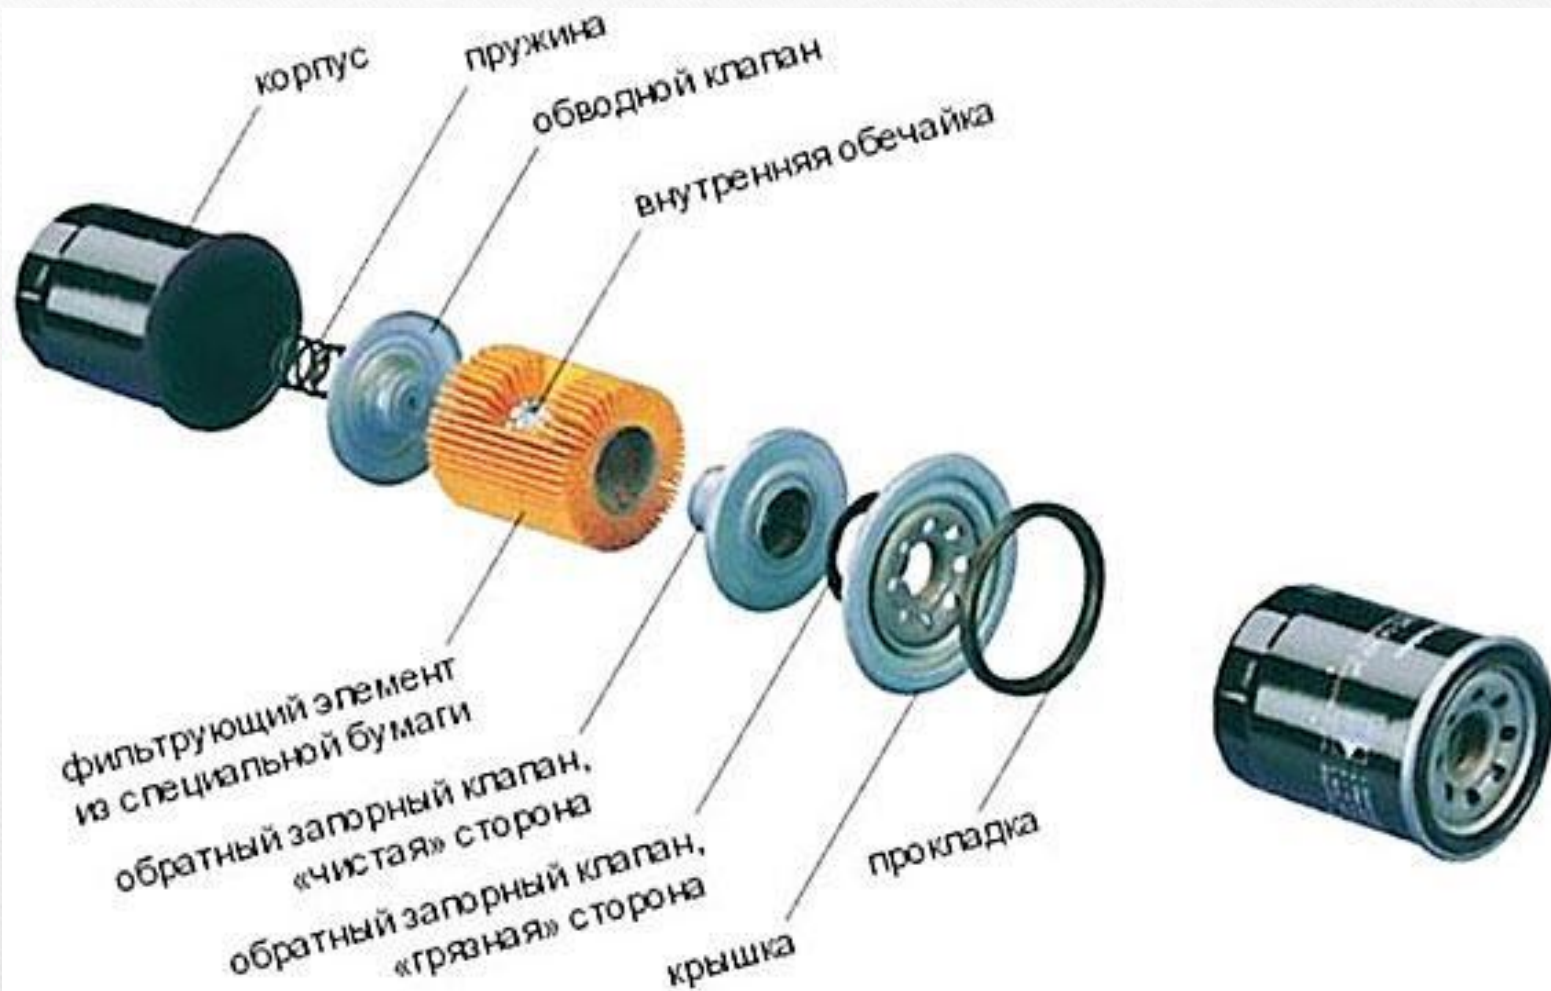 корпус
пружина
обводной клапан
внутренняя обечайка
фильтрующий элемент
из специальной бумаги
обратный запорный клапан,
«чистая» сторона
обратный запорный клапан,
«грязная» сторона
крышка
прокладка